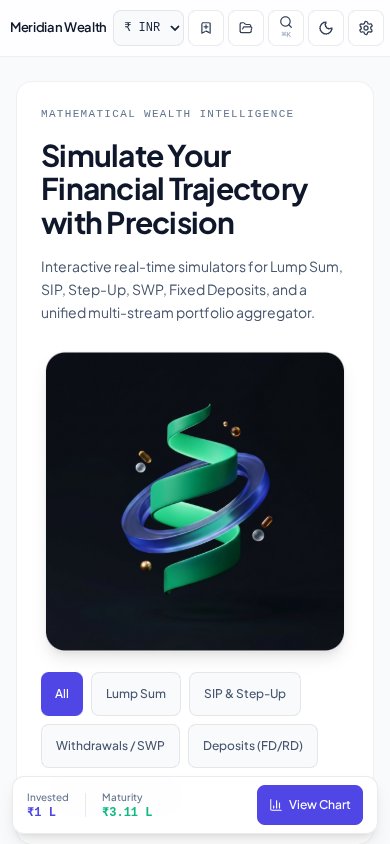 Meridian Wealth ₹ INR ⌘K
MATHEMATICAL WEALTH INTELLIGENCE
Simulate Your
Financial Trajectory
with Precision
Interactive real-time simulators for Lump Sum,
SIP, Step-Up, SWP, Fixed Deposits, and a
unified multi-stream portfolio aggregator.
All Lump Sum SIP & Step-Up
Withdrawals / SWP Deposits (FD/RD)
Invested Maturity
₹1 L ₹3.11 L View Chart